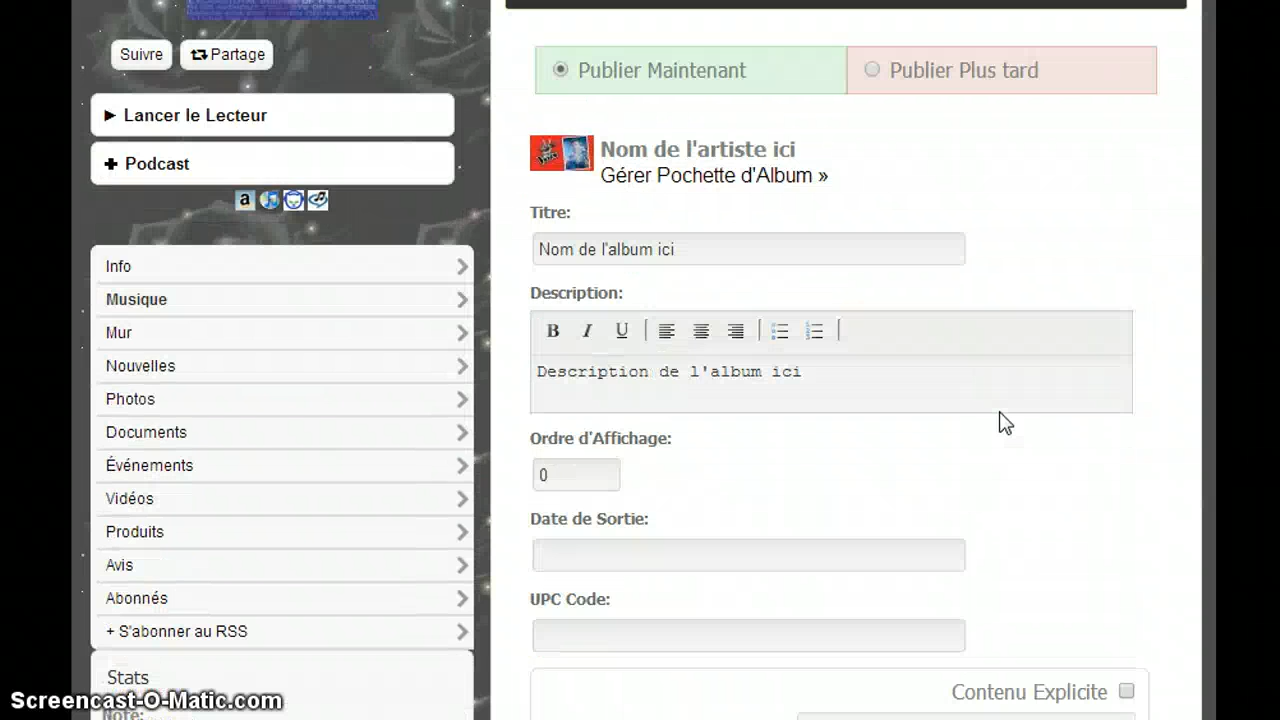 Suivre
Partage
Lancer le Lecteur
Podcast
a
Info
Musique
Mur
Nouvelles
Photos
Documents
Événements
Vidéos
Produits
Avis
Abonnés
+ S'abonner au RSS
Stats
Note:
Publier Maintenant
Publier Plus tard
Nom de l'artiste ici
Gérer Pochette d'Album »
Titre:
Nom de l'album ici
Description:
B I U
Description de l'album ici
Ordre d'Affichage:
0
Date de Sortie:
UPC Code:
Contenu Explicite
Screencast-O-Matic.com